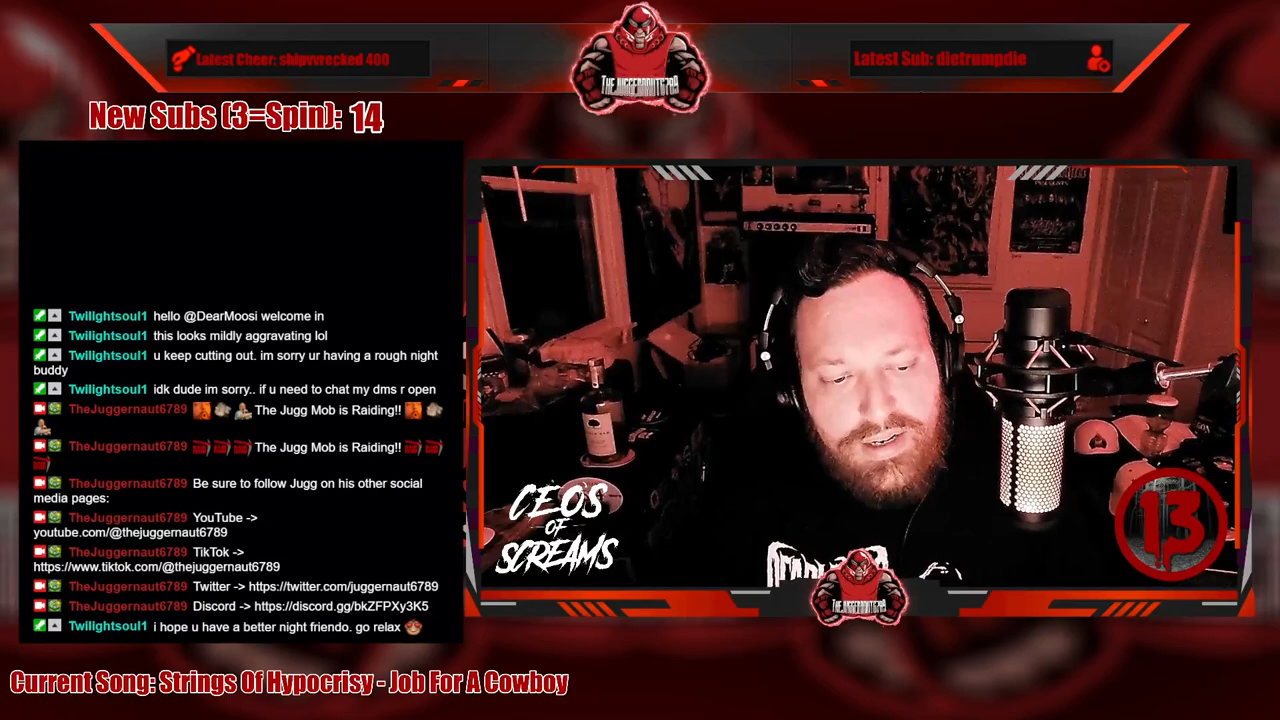 Latest Cheer: shipvvrecked 400
THEJUGGERNAUT6789
Latest Sub: dietrumpdie
New Subs (3=Spin): 14
Twilightsoul1 hello @DearMoosi welcome in
Twilightsoul1 this looks mildly aggravating lol
Twilightsoul1 u keep cutting out. im sorry ur having a rough night
buddy
Twilightsoul1 idk dude im sorry.. if u need to chat my dms r open
TheJuggernaut6789 The Jugg Mob is Raiding!!
TheJuggernaut6789 The Jugg Mob is Raiding!!
TheJuggernaut6789 Be sure to follow Jugg on his other social
media pages:
TheJuggernaut6789 YouTube ->
youtube.com/@thejuggernaut6789
TheJuggernaut6789 TikTok ->
https://www.tiktok.com/@thejuggernaut6789
TheJuggernaut6789 Twitter -> https://twitter.com/juggernaut6789
TheJuggernaut6789 Discord -> https://discord.gg/bkZFPXy3K5
Twilightsoul1 i hope u have a better night friendo. go relax
CEOS
OF
SCREAMS
13
THEJUGGERNAUT6789
Current Song: Strings Of Hypocrisy - Job For A Cowboy